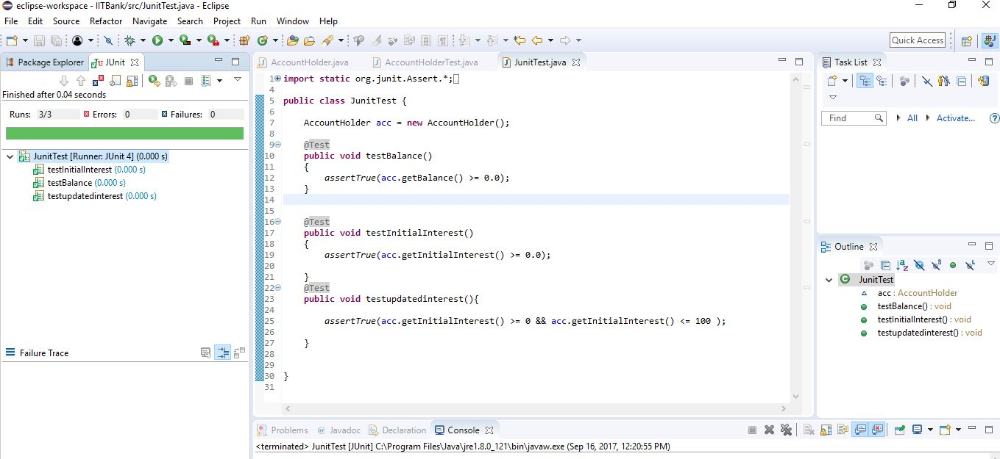 eclipse-workspace - IITBank/src/JunitTest.java - Eclipse
File Edit Source Refactor Navigate Search Project Run Window Help
Quick Access
Package Explorer JUnit
Finished after 0.04 seconds
Runs: 3/3 Errors: 0 Failures: 0
JunitTest [Runner: JUnit 4] (0.000 s)
testInitialInterest (0.000 s)
testBalance (0.000 s)
testupdatedinterest (0.000 s)
Failure Trace
AccountHolder.java AccountHolderTest.java JunitTest.java
1 import static org.junit.Assert.*;
4
5 public class JunitTest {
6
7 AccountHolder acc = new AccountHolder();
8
9 @Test
10 public void testBalance()
11 {
12 assertTrue(acc.getBalance() >= 0.0);
13 }
14
15
16 @Test
17 public void testInitialInterest()
18 {
19 assertTrue(acc.getInitialInterest() >= 0.0);
20
21 }
22 @Test
23 public void testupdatedinterest(){
24
25 assertTrue(acc.getInitialInterest() >= 0 && acc.getInitialInterest() <= 100 );
26
27 }
28
29
30 }
31
Problems @ Javadoc Declaration Console
<terminated> JunitTest [JUnit] C:\Program Files\Java\jre1.8.0_121\bin\javaw.exe (Sep 16, 2017, 12:20:55 PM)
Task List
Find All Activate...
Outline
JunitTest
acc : AccountHolder
testBalance() : void
testInitialInterest() : void
testupdatedinterest() : void